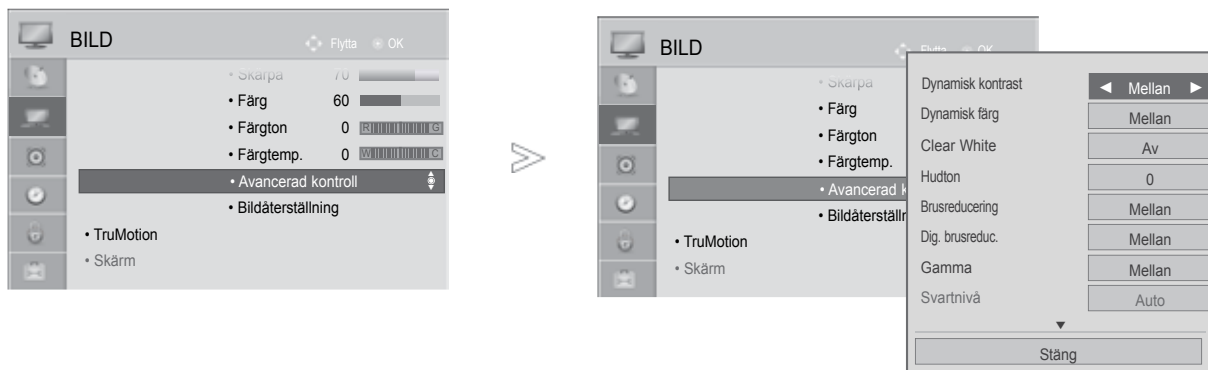 BILD
Flytta OK
• Skärpa 70
• Färg 60
• Färgton 0 R G
• Färgtemp. 0 W C
• Avancerad kontroll
• Bildåterställning
• TruMotion
• Skärm
BILD
Flytta OK
• Skärpa
• Färg
• Färgton
• Färgtemp.
• Avancerad k
• Bildåterställn
• TruMotion
• Skärm
Dynamisk kontrast ◄ Mellan ►
Dynamisk färg Mellan
Clear White Av
Hudton 0
Brusreducering Mellan
Dig. brusreduc. Mellan
Gamma Mellan
Svartnivå Auto
▼
Stäng